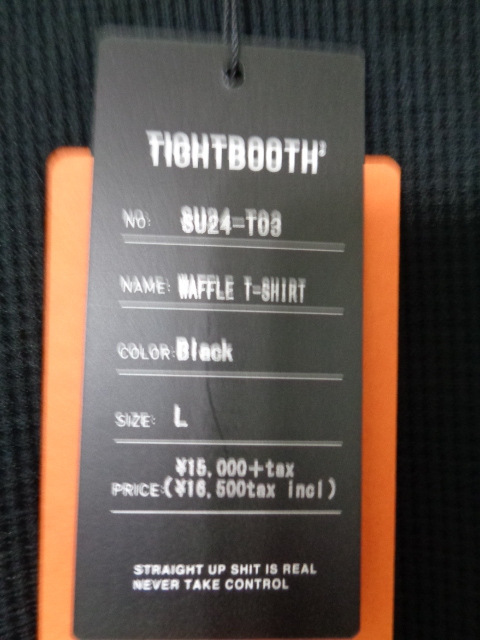 TIGHTBOOTH³
NO: SU24-T03
NAME: WAFFLE T-SHIRT
COLOR: Black
SIZE: L
¥15,000+tax
PRICE:(¥16,500tax incl)
STRAIGHT UP SHIT IS REAL
NEVER TAKE CONTROL